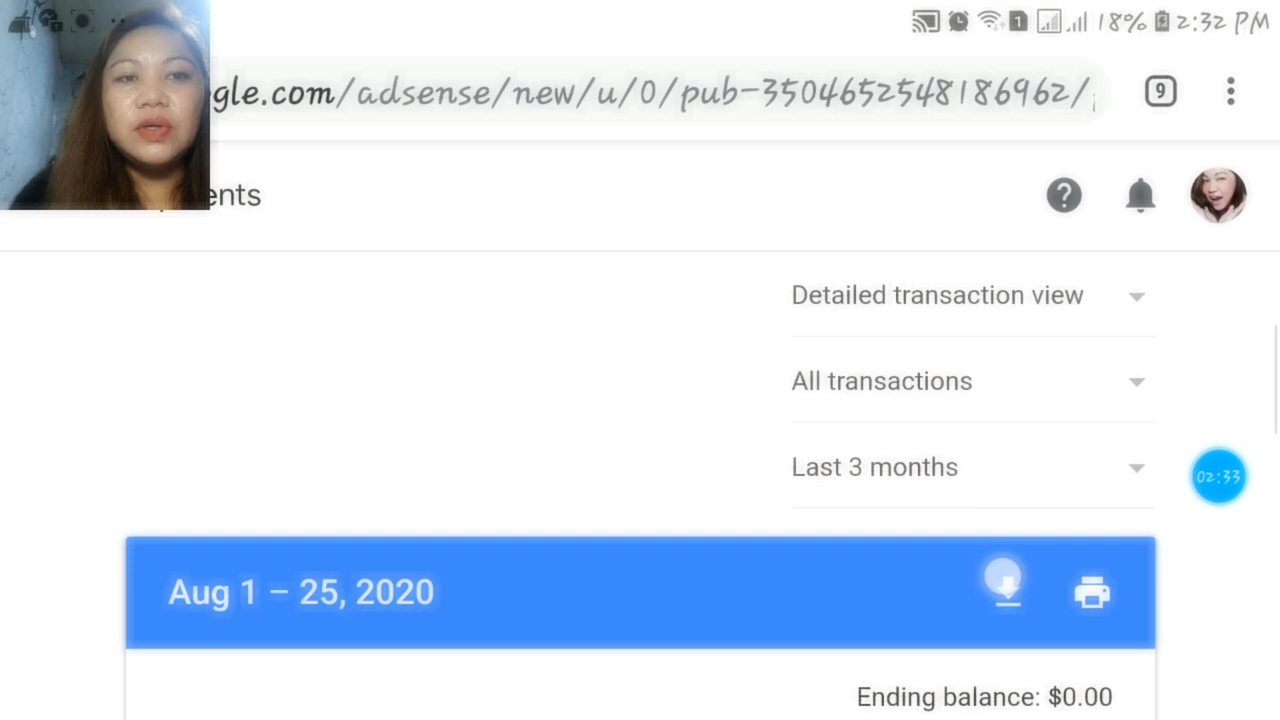 1 18% 2:32 PM
gle.com/adsense/new/u/0/pub-3504652548186962/
9
ents
?
Detailed transaction view
All transactions
Last 3 months
02:33
Aug 1 – 25, 2020
Ending balance: $0.00